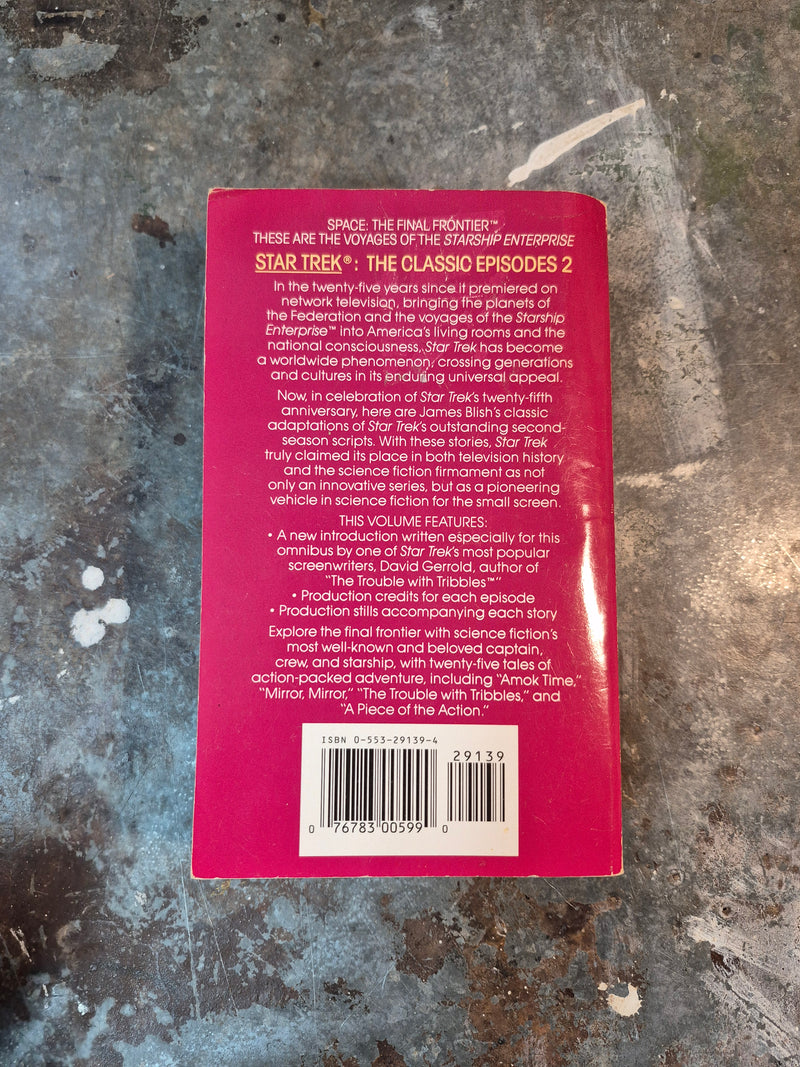 SPACE: THE FINAL FRONTIER™
THESE ARE THE VOYAGES OF THE STARSHIP ENTERPRISE
STAR TREK®: THE CLASSIC EPISODES 2
In the twenty-five years since it premiered on
network television, bringing the planets of
the Federation and the voyages of the Starship
Enterprise™ into America's living rooms and the
national consciousness, Star Trek has become
a worldwide phenomenon, crossing generations
and cultures in its enduring universal appeal.
Now, in celebration of Star Trek's twenty-fifth
anniversary, here are James Blish's classic
adaptations of Star Trek's outstanding second-
season scripts. With these stories, Star Trek
truly claimed its place in both television history
and the science fiction firmament as not
only an innovative series, but as a pioneering
vehicle in science fiction for the small screen.
THIS VOLUME FEATURES:
• A new introduction written especially for this
omnibus by one of Star Trek's most popular
screenwriters, David Gerrold, author of
"The Trouble with Tribbles™"
• Production credits for each episode
• Production stills accompanying each story
Explore the final frontier with science fiction's
most well-known and beloved captain,
crew, and starship, with twenty-five tales of
action-packed adventure, including "Amok Time,"
"Mirror, Mirror," "The Trouble with Tribbles," and
"A Piece of the Action."
ISBN 0-553-29139-4
29139
0 76783 00599 0